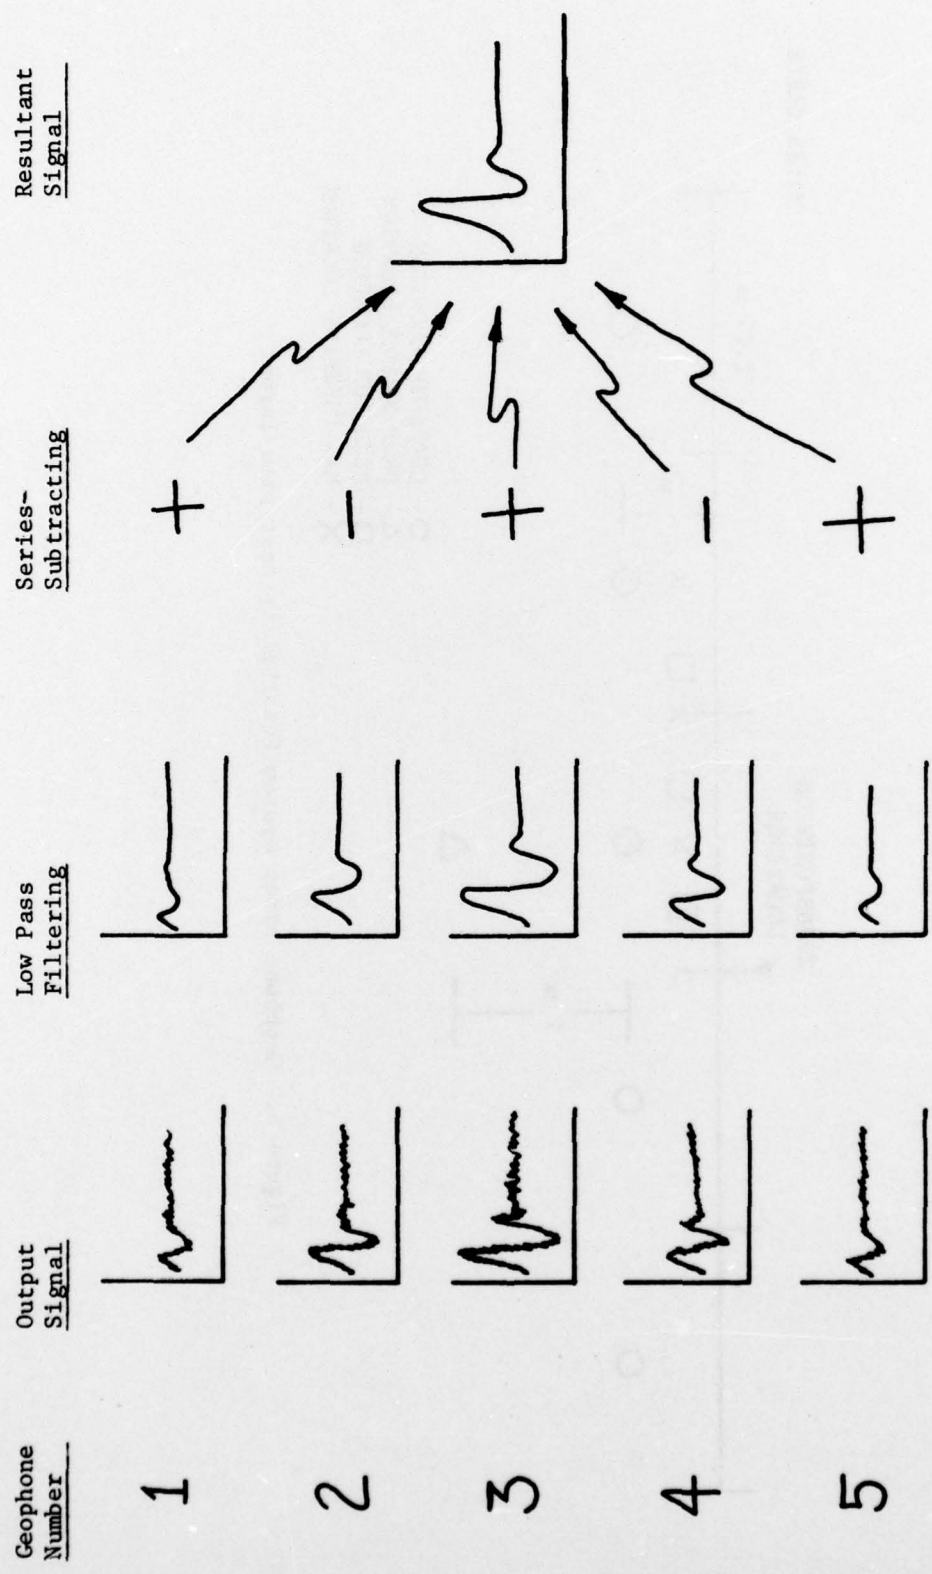 Geophone
Number
Output
Signal
Low Pass
Filtering
Series-
Subtracting
Resultant
Signal
1
+
2
-
3
+
4
-
5
+